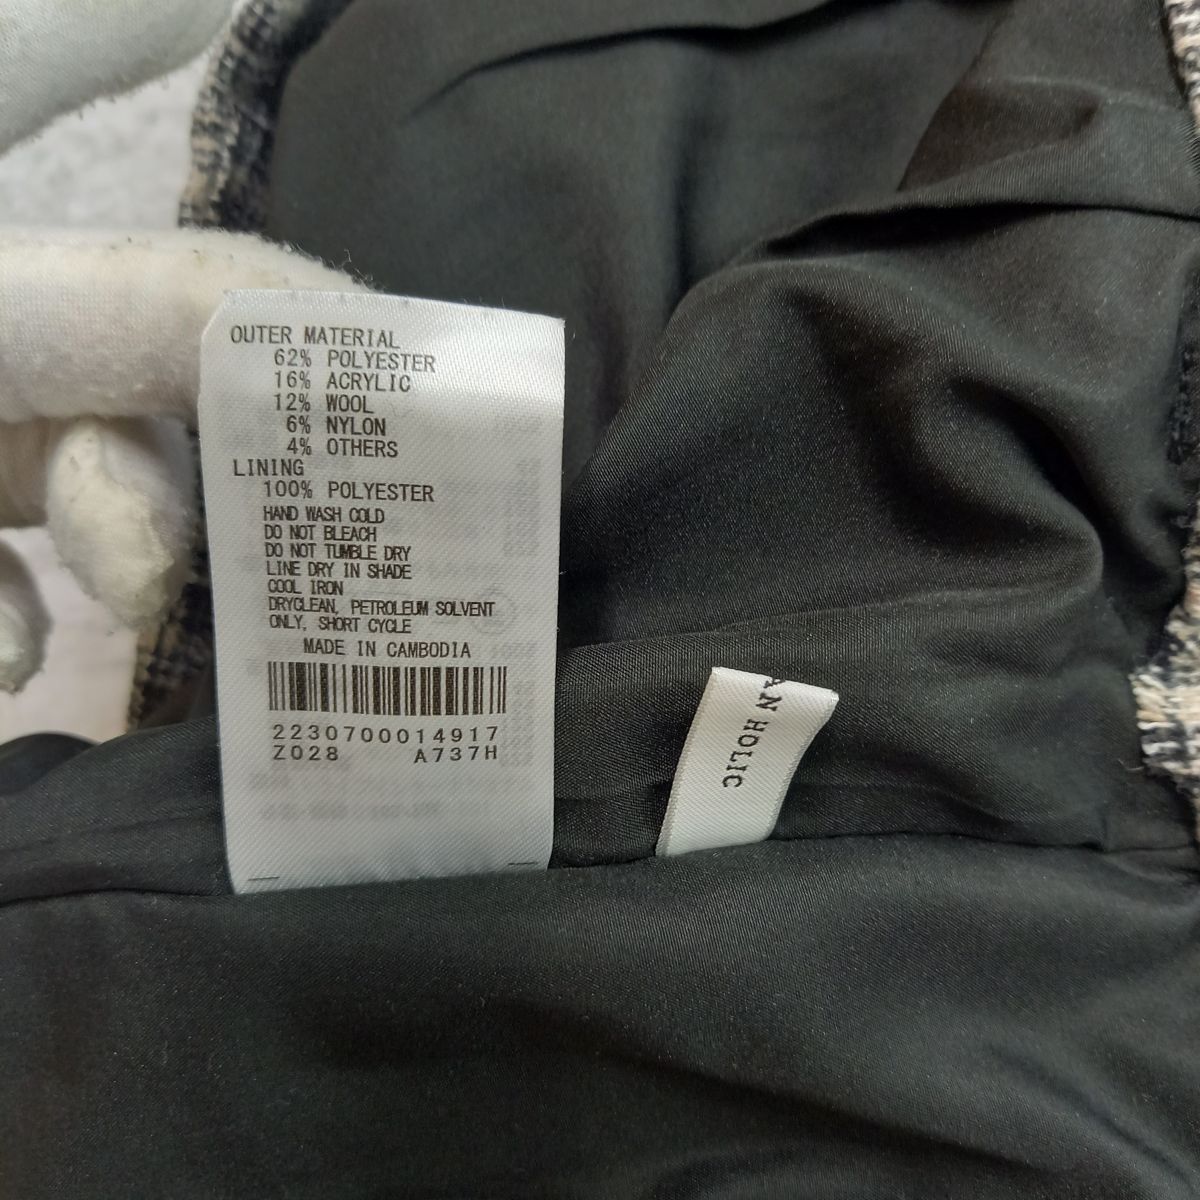 OUTER MATERIAL
62% POLYESTER
16% ACRYLIC
12% WOOL
6% NYLON
4% OTHERS
LINING
100% POLYESTER
HAND WASH COLD
DO NOT BLEACH
DO NOT TUMBLE DRY
LINE DRY IN SHADE
COOL IRON
DRYCLEAN, PETROLEUM SOLVENT
ONLY, SHORT CYCLE
MADE IN CAMBODIA
2230700014917
Z028 A737H
AN HOLIC